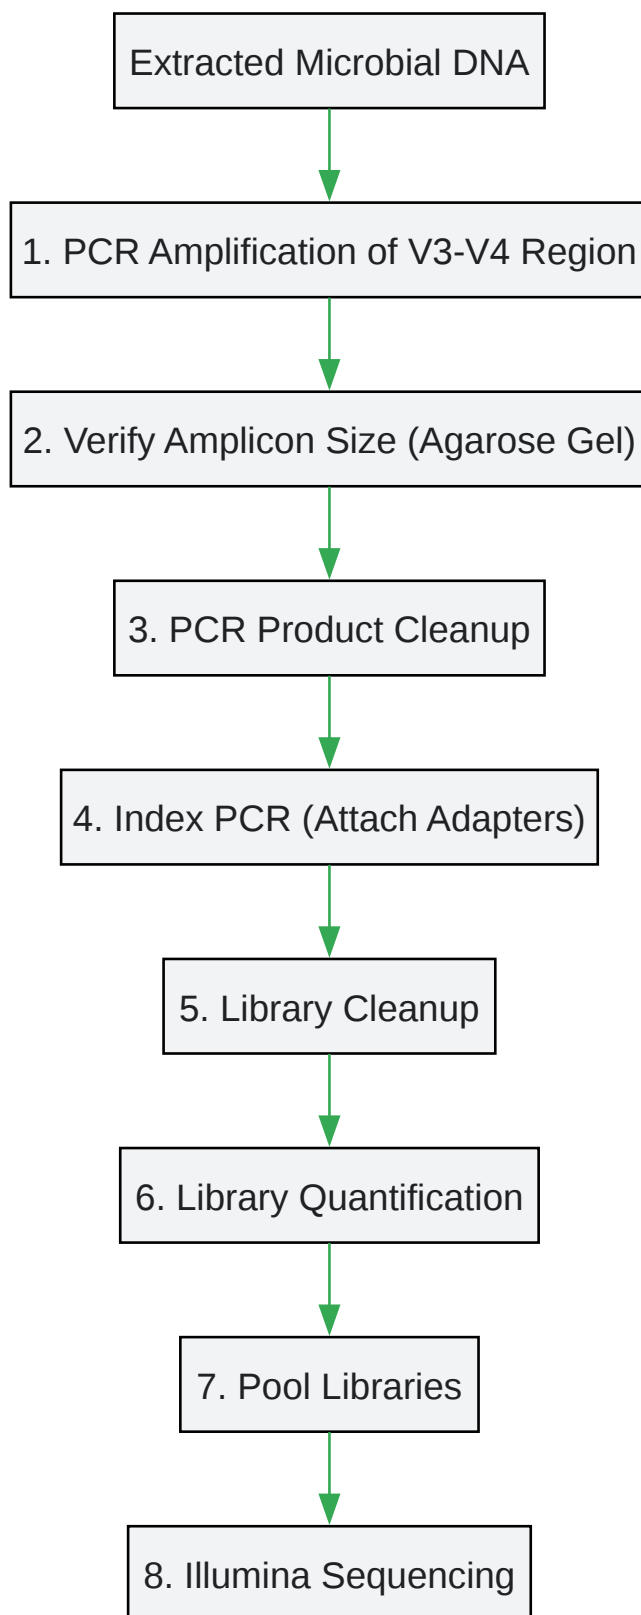 Extracted Microbial DNA
1. PCR Amplification of V3-V4 Region
2. Verify Amplicon Size (Agarose Gel)
3. PCR Product Cleanup
4. Index PCR (Attach Adapters)
5. Library Cleanup
6. Library Quantification
7. Pool Libraries
8. Illumina Sequencing